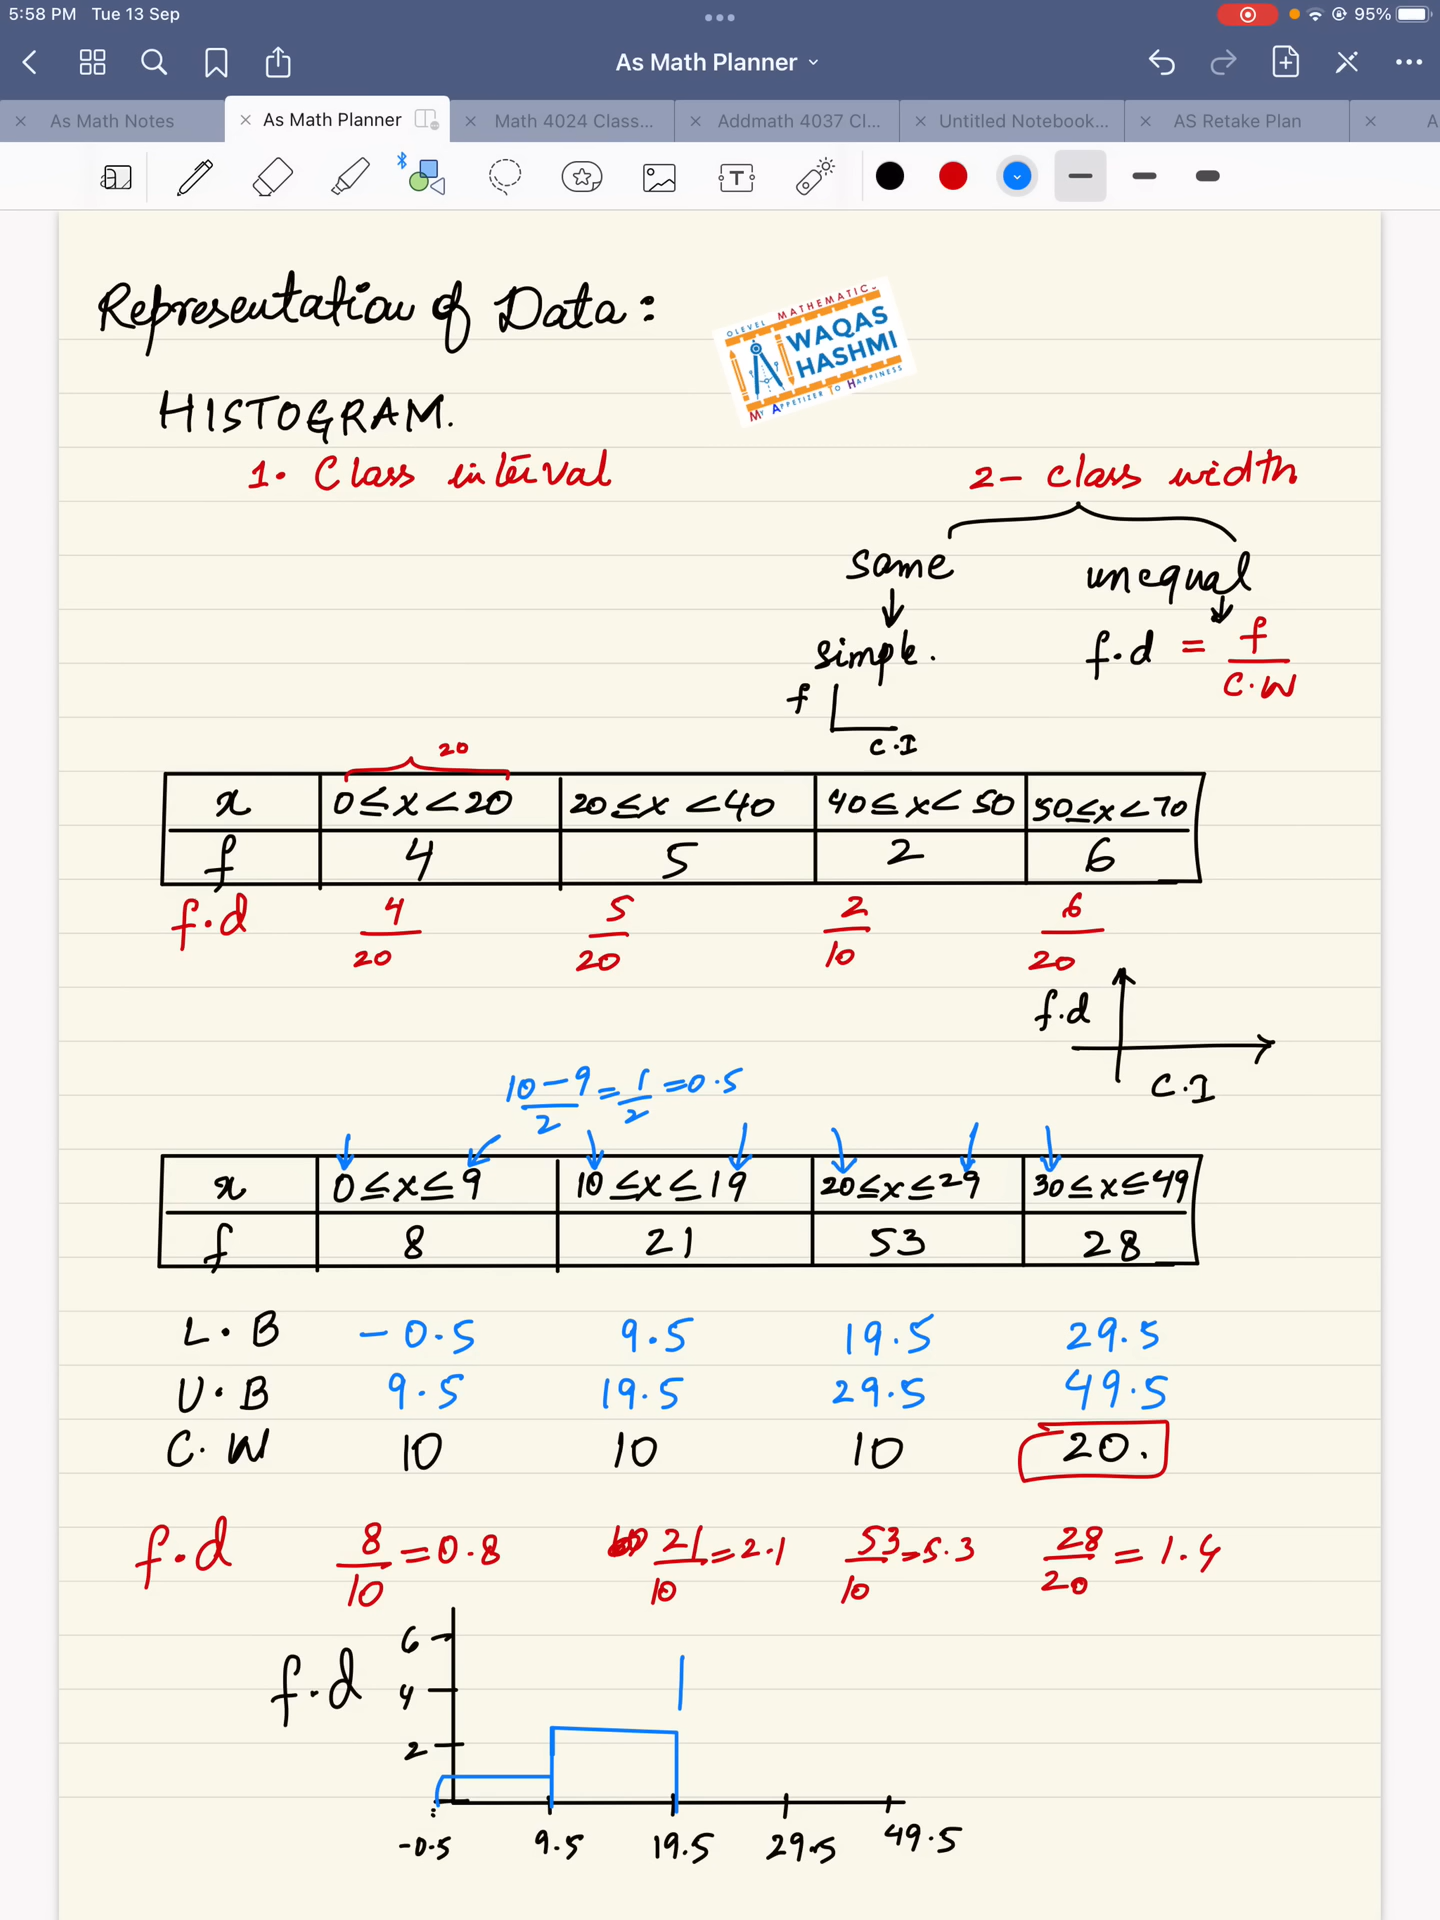 5:58 PM Tue 13 Sep
95%
As Math Planner
As Math Notes
As Math Planner
Math 4024 Class...
Addmath 4037 Cl...
Untitled Notebook...
AS Retake Plan
A
T
Representation of Data:
OLEVEL MATHEMATICS
WAQAS
HASHMI
MY APPETIZER TO HAPPINESS
HISTOGRAM.
1. Class interval
2- class width
same unequal
simple. f.d = f/C.W
f
C.I
20
x 0≤x<20 20≤x<40 40≤x<50 50≤x<70
f 4 5 2 6
f.d 4/20 5/20 2/10 6/20
f.d
C.I
10-9/2 = 1/2 = 0.5
x 0≤x≤9 10≤x≤19 20≤x≤29 30≤x≤49
f 8 21 53 28
L.B -0.5 9.5 19.5 29.5
U.B 9.5 19.5 29.5 49.5
C.W 10 10 10 20.
f.d 8/10=0.8 21/10=2.1 53/10=5.3 28/20=1.4
f.d
6
4
2
-0.5 9.5 19.5 29.5 49.5